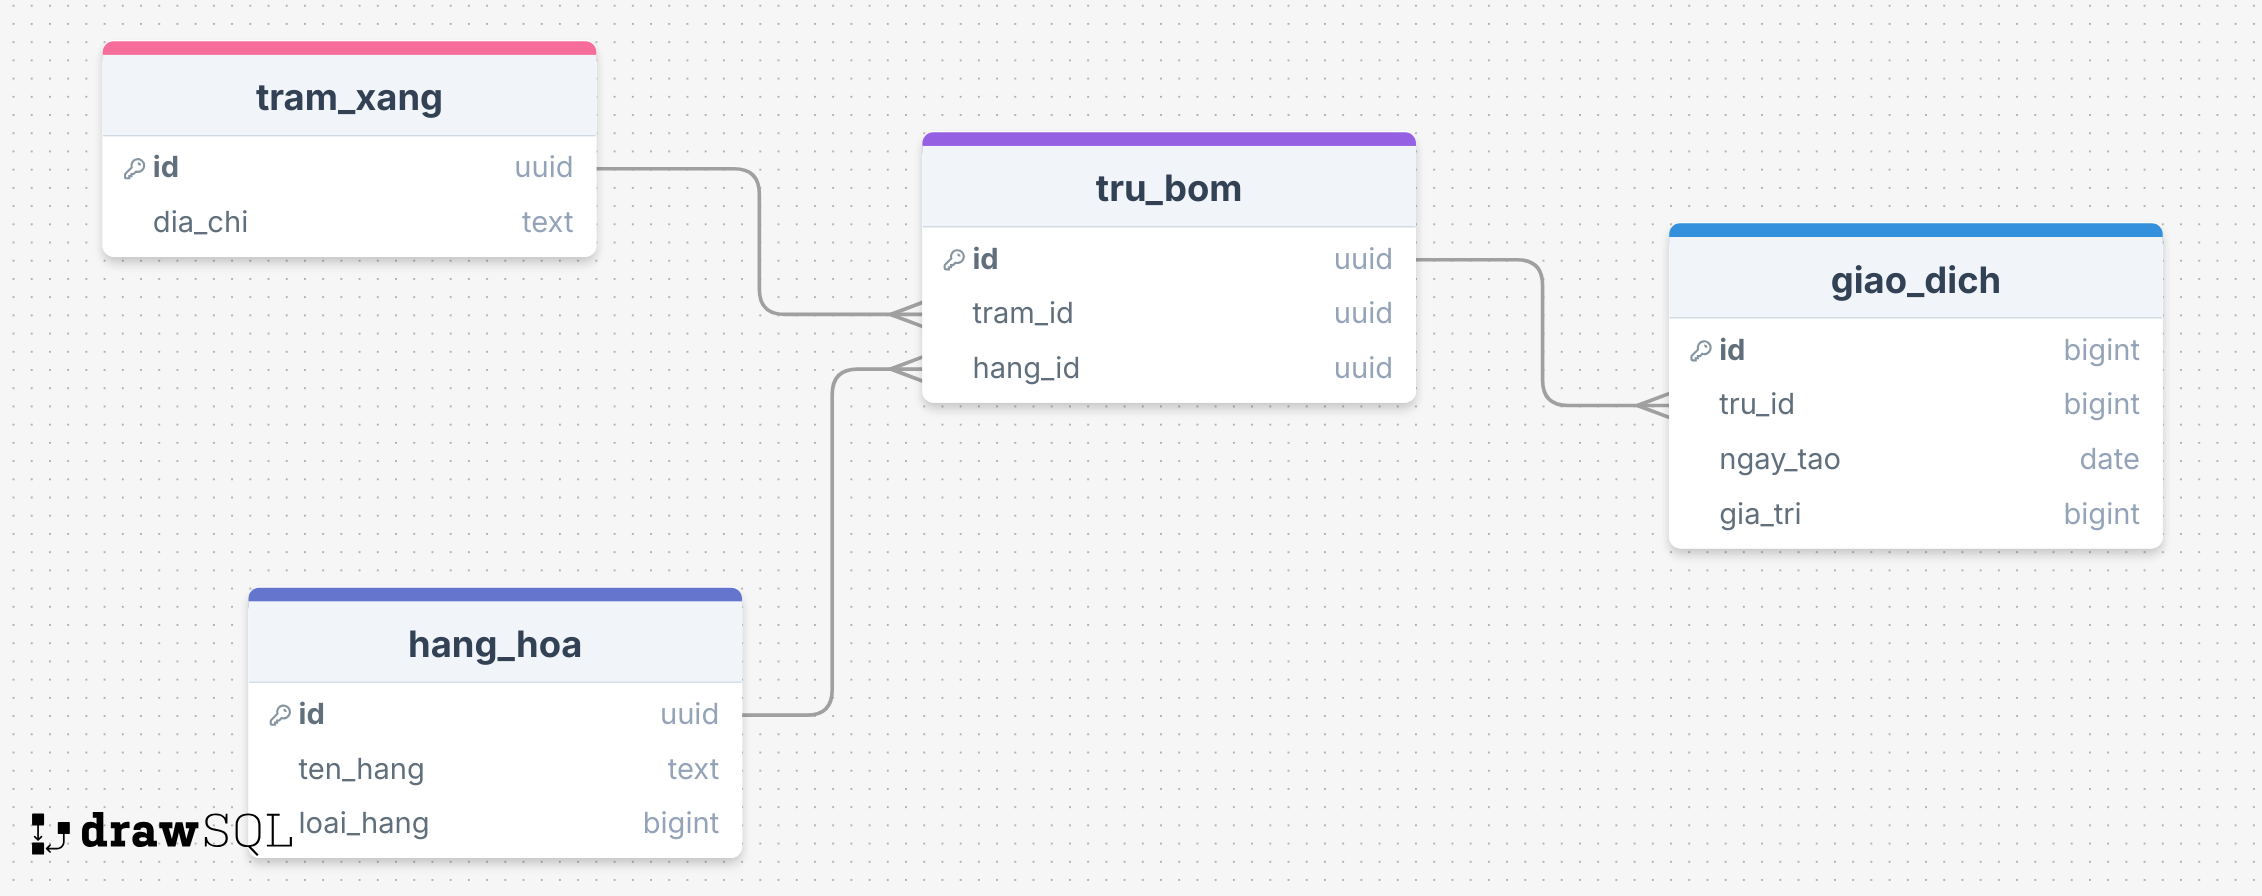 tram_xang
id uuid
dia_chi text
tru_bom
id uuid
tram_id uuid
hang_id uuid
giao_dich
id bigint
tru_id bigint
ngay_tao date
gia_tri bigint
hang_hoa
id uuid
ten_hang text
loai_hang bigint
drawSQL